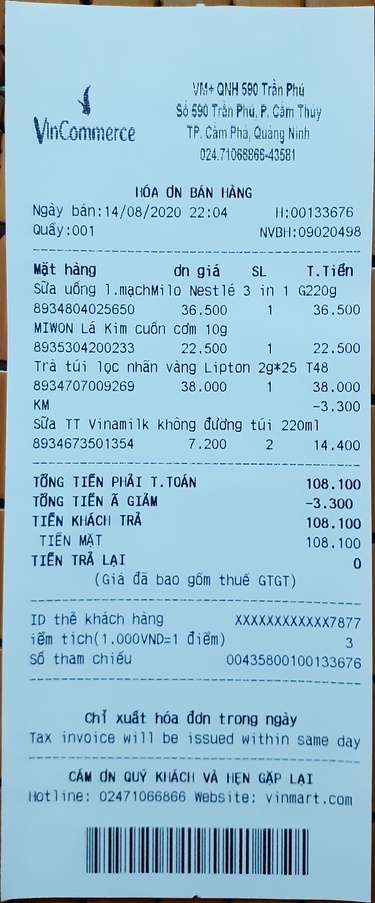 VinCommerce
VM+ QNH 590 Trần Phú
Số 590 Trần Phú, P. Cẩm Thủy
TP. Cẩm Phả, Quảng Ninh
024.71066866-43581
HÓA ĐN BÁN HÀNG
Ngày bán:14/08/2020 22:04 H:00133676
Quầy:001 NVBH:09020498
Mặt hàng đn giá SL T.Tiền
Sữa uống l.mạchMilo Nestlé 3 in 1 G220g
8934804025650 36.500 1 36.500
MIWON Lá Kim cuốn cơm 10g
8935304200233 22.500 1 22.500
Trà túi lọc nhãn vàng Lipton 2g*25 T48
8934707009269 38.000 1 38.000
KM -3.300
Sữa TT Vinamilk không đường túi 220ml
8934673501354 7.200 2 14.400
TỔNG TIỀN PHẢI T.TOÁN 108.100
TỔNG TIỀN Ã GIẢM -3.300
TIỀN KHÁCH TRẢ 108.100
TIỀN MẶT 108.100
TIỀN TRẢ LẠI 0
(Giá đã bao gồm thuế GTGT)
ID thẻ khách hàng XXXXXXXXXXXX7877
iểm tích(1.000VND=1 điểm) 3
Số tham chiếu 00435800100133676
Chỉ xuất hóa đơn trong ngày
Tax invoice will be issued within same day
CẢM ƠN QUÝ KHÁCH VÀ HẸN GẶP LẠI
Hotline: 02471066866 Website: vinmart.com